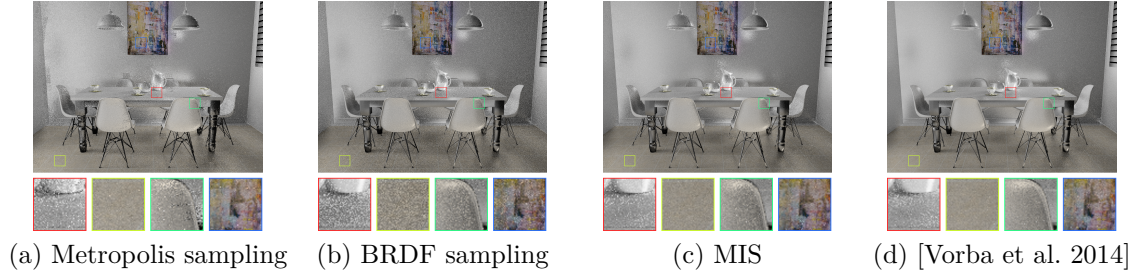 (a) Metropolis sampling
(b) BRDF sampling
(c) MIS
(d) [Vorba et al. 2014]